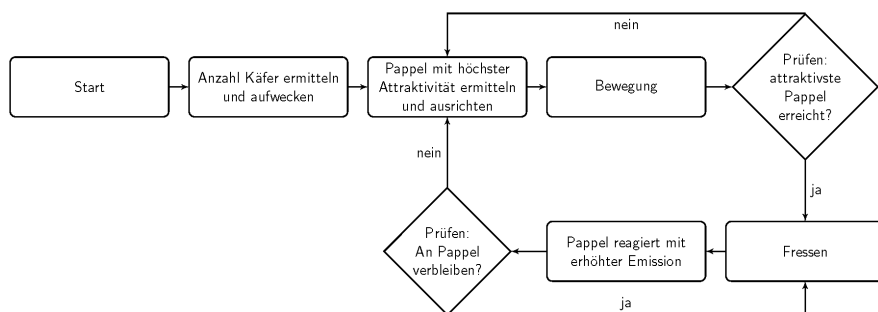 nein
Start
Anzahl Käfer ermitteln
und aufwecken
Pappel mit höchster
Attraktivität ermitteln
und ausrichten
Bewegung
Prüfen:
attraktivste
Pappel
erreicht?
nein
ja
Prüfen:
An Pappel
verbleiben?
Pappel reagiert mit
erhöhter Emission
Fressen
ja